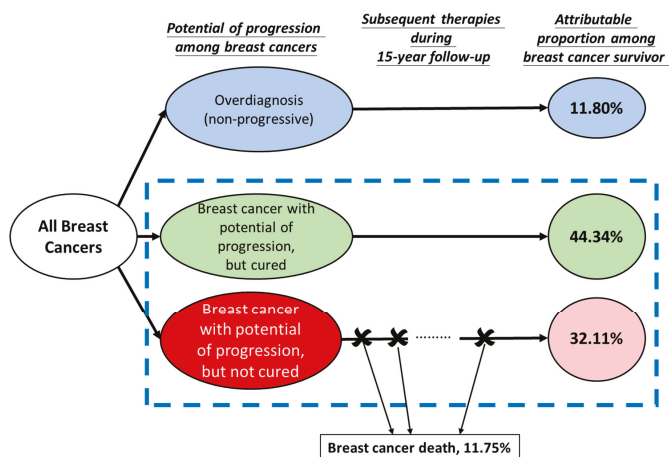 Potential of progression
among breast cancers
Subsequent therapies
during
15-year follow-up
Attributable
proportion among
breast cancer survivor
Overdiagnosis
(non-progressive)
11.80%
All Breast
Cancers
Breast cancer with
potential of
progression,
but cured
44.34%
Breast cancer
with potential
of progression,
but not cured
32.11%
Breast cancer death, 11.75%